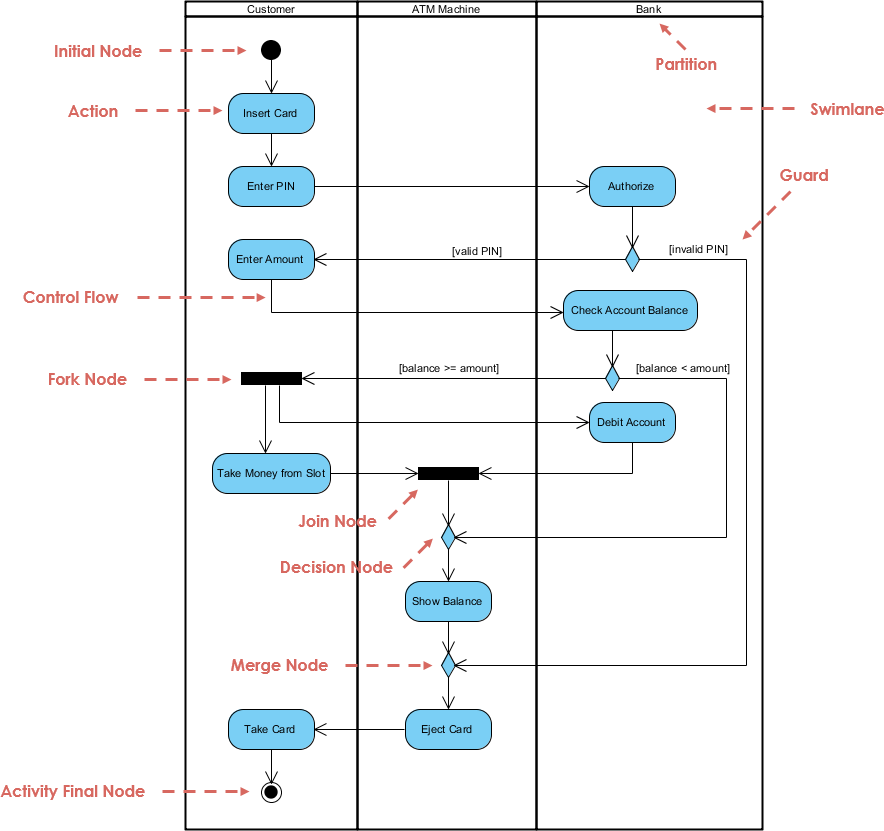 Customer
ATM Machine
Bank
Initial Node
Partition
Action
Insert Card
Swimlane
Guard
Enter PIN
Authorize
[valid PIN]
[invalid PIN]
Enter Amount
Control Flow
Check Account Balance
[balance >= amount]
[balance < amount]
Fork Node
Debit Account
Take Money from Slot
Join Node
Decision Node
Show Balance
Merge Node
Take Card
Eject Card
Activity Final Node